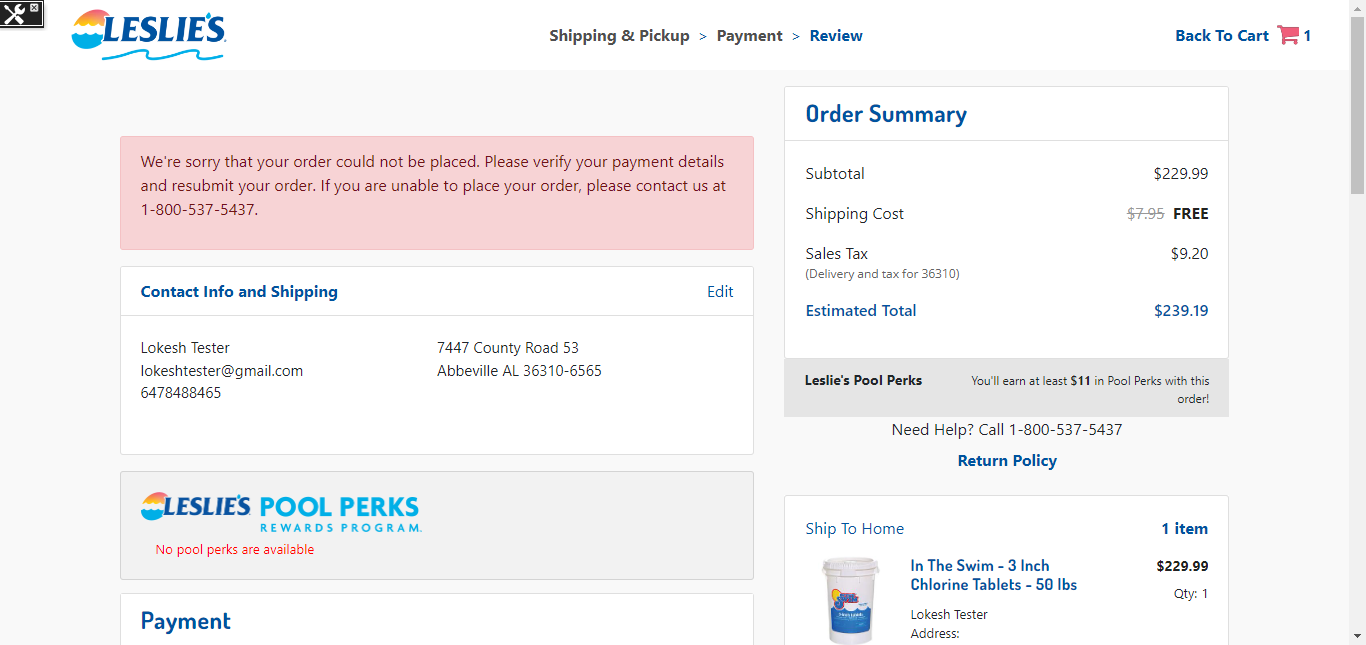 LESLIE'S
Shipping & Pickup > Payment > Review
Back To Cart 1
We're sorry that your order could not be placed. Please verify your payment details
and resubmit your order. If you are unable to place your order, please contact us at
1-800-537-5437.
Contact Info and Shipping
Edit
Lokesh Tester
lokeshtester@gmail.com
6478488465
7447 County Road 53
Abbeville AL 36310-6565
LESLIE'S POOL PERKS
REWARDS PROGRAM.
No pool perks are available
Payment
Order Summary
Subtotal $229.99
Shipping Cost $7.95 FREE
Sales Tax $9.20
(Delivery and tax for 36310)
Estimated Total $239.19
Leslie's Pool Perks
You'll earn at least $11 in Pool Perks with this
order!
Need Help? Call 1-800-537-5437
Return Policy
Ship To Home 1 item
In The Swim - 3 Inch
Chlorine Tablets - 50 lbs
$229.99
Qty: 1
Lokesh Tester
Address: